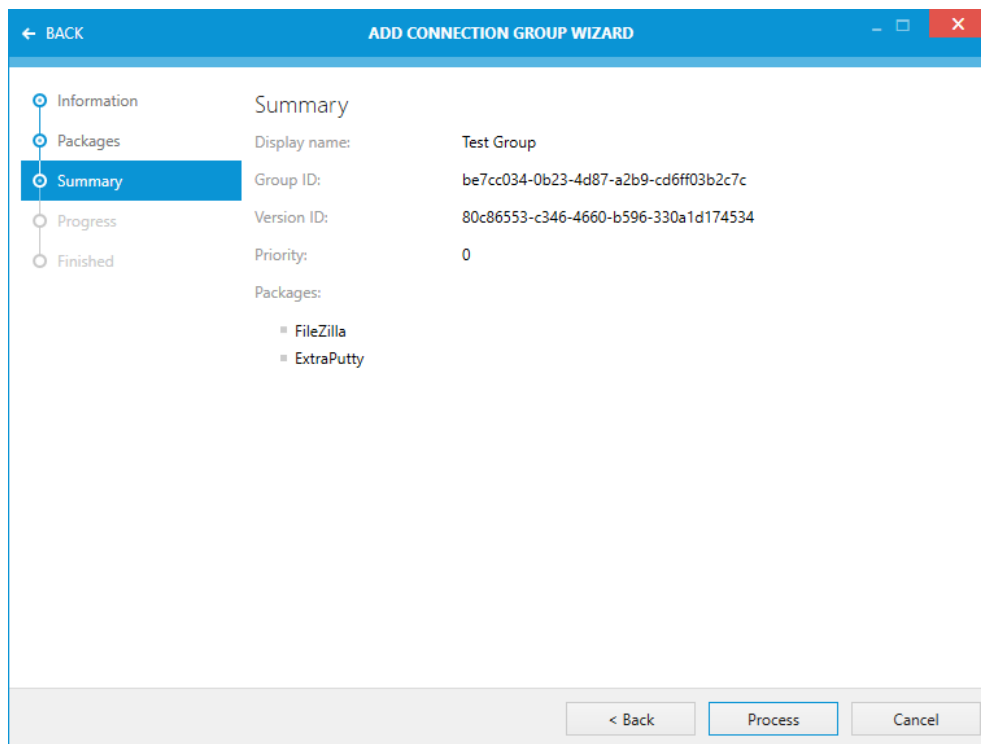 ← BACK
ADD CONNECTION GROUP WIZARD
Information
Packages
Summary
Progress
Finished
Summary
Display name: Test Group
Group ID: be7cc034-0b23-4d87-a2b9-cd6ff03b2c7c
Version ID: 80c86553-c346-4660-b596-330a1d174534
Priority: 0
Packages:
FileZilla
ExtraPutty
< Back
Process
Cancel